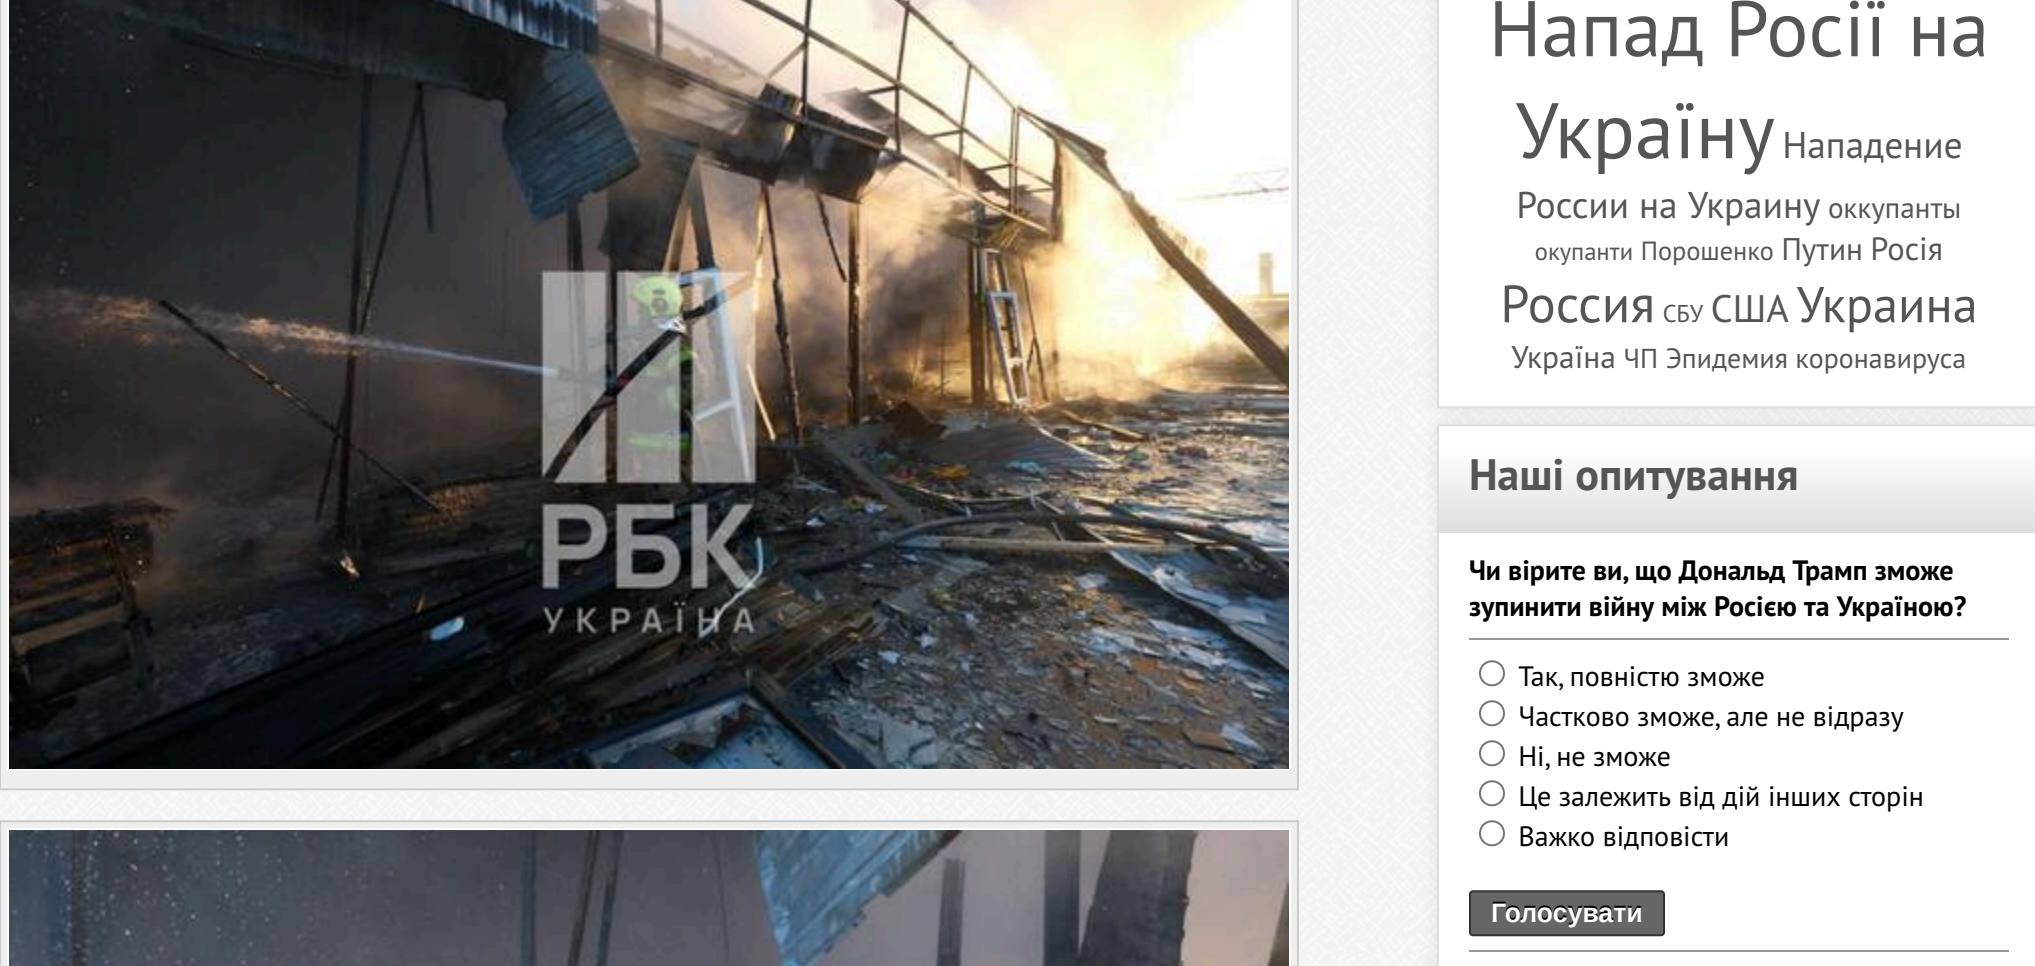 РБК
УКРАЇНА
Напад Росії на
Україну Нападение
России на Украину оккупанты
окупанти Порошенко Путин Росія
Россия СБУ США Украина
Україна ЧП Эпидемия коронавируса
Наші опитування
Чи вірите ви, що Дональд Трамп зможе
зупинити війну між Росією та Україною?
Так, повністю зможе
Частково зможе, але не відразу
Ні, не зможе
Це залежить від дій інших сторін
Важко відповісти
Голосувати